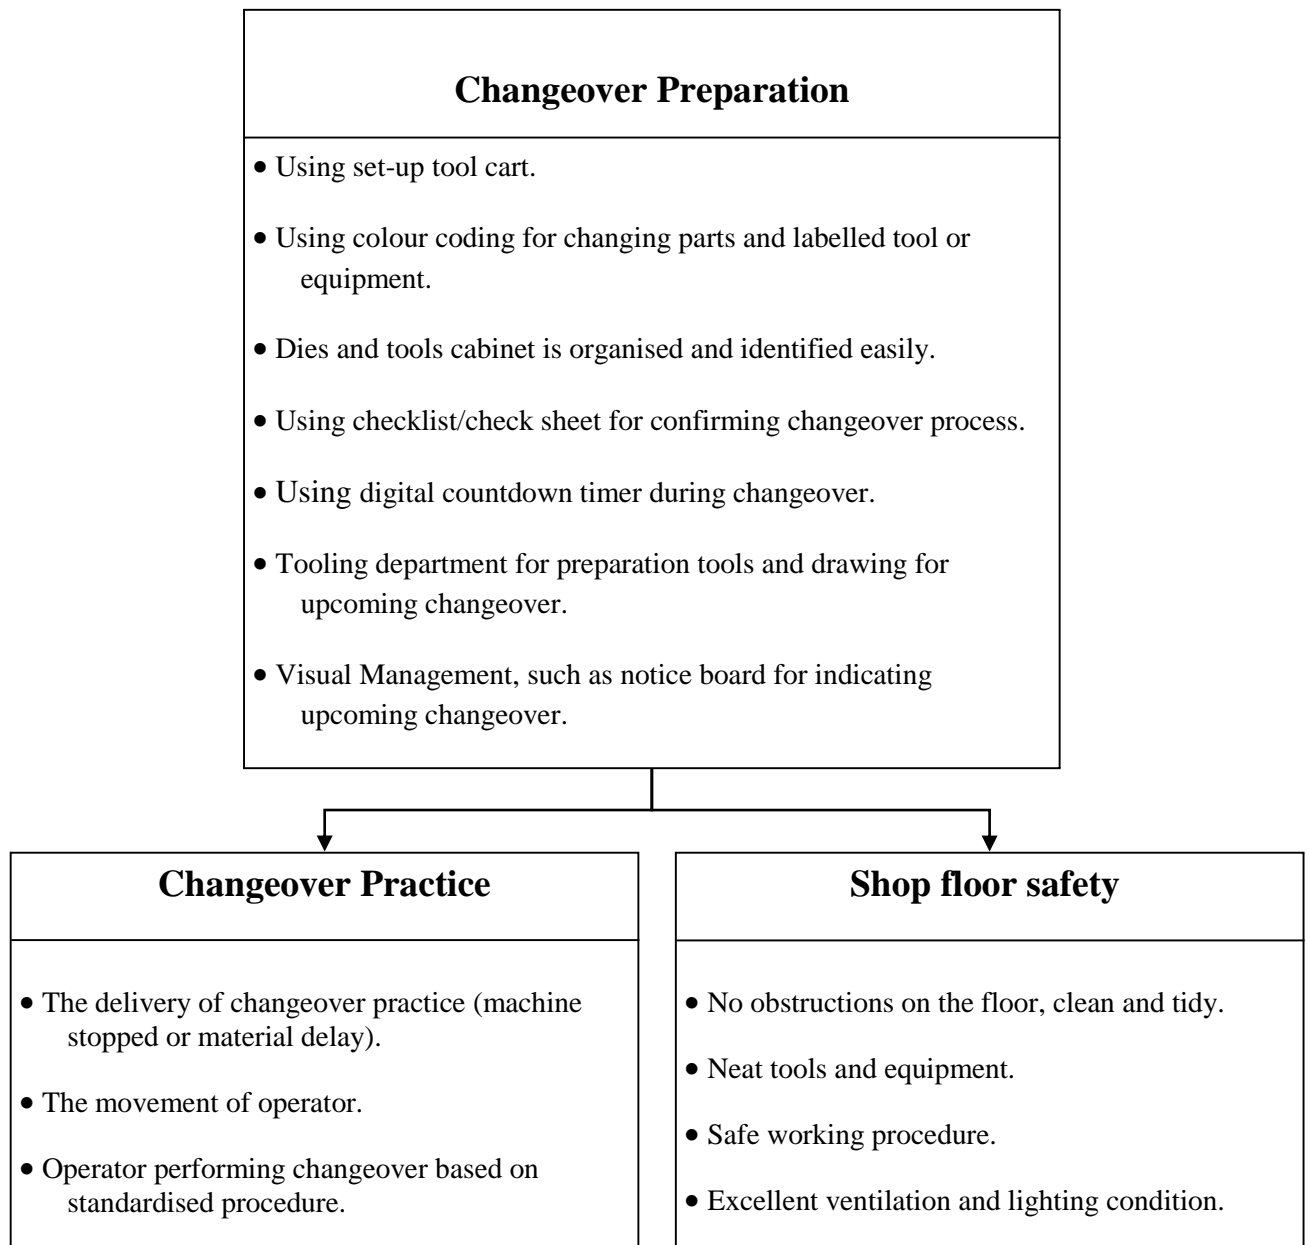 Changeover Preparation
• Using set-up tool cart.
• Using colour coding for changing parts and labelled tool or
equipment.
• Dies and tools cabinet is organised and identified easily.
• Using checklist/check sheet for confirming changeover process.
• Using digital countdown timer during changeover.
• Tooling department for preparation tools and drawing for
upcoming changeover.
• Visual Management, such as notice board for indicating
upcoming changeover.
Changeover Practice
• The delivery of changeover practice (machine
stopped or material delay).
• The movement of operator.
• Operator performing changeover based on
standardised procedure.
Shop floor safety
• No obstructions on the floor, clean and tidy.
• Neat tools and equipment.
• Safe working procedure.
• Excellent ventilation and lighting condition.